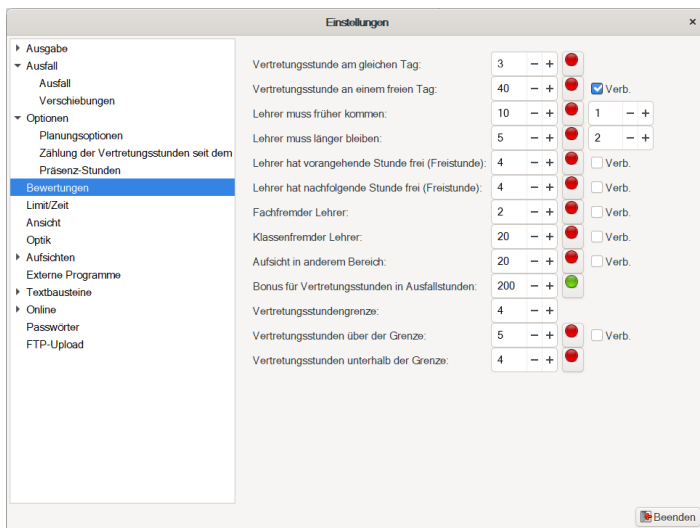 Einstellungen
×
Ausgabe
Ausfall
Ausfall
Verschiebungen
Optionen
Planungsoptionen
Zählung der Vertretungsstunden seit dem
Präsenz-Stunden
Bewertungen
Limit/Zeit
Ansicht
Optik
Aufsichten
Externe Programme
Textbausteine
Online
Passwörter
FTP-Upload
Vertretungsstunde am gleichen Tag: 3 − +
Vertretungsstunde an einem freien Tag: 40 − + Verb.
Lehrer muss früher kommen: 10 − + 1 − +
Lehrer muss länger bleiben: 5 − + 2 − +
Lehrer hat vorangehende Stunde frei (Freistunde): 4 − + Verb.
Lehrer hat nachfolgende Stunde frei (Freistunde): 4 − + Verb.
Fachfremder Lehrer: 2 − + Verb.
Klassenfremder Lehrer: 20 − + Verb.
Aufsicht in anderem Bereich: 20 − + Verb.
Bonus für Vertretungsstunden in Ausfallstunden: 200 − +
Vertretungsstundengrenze: 4 − +
Vertretungsstunden über der Grenze: 5 − + Verb.
Vertretungsstunden unterhalb der Grenze: 4 − +
Beenden